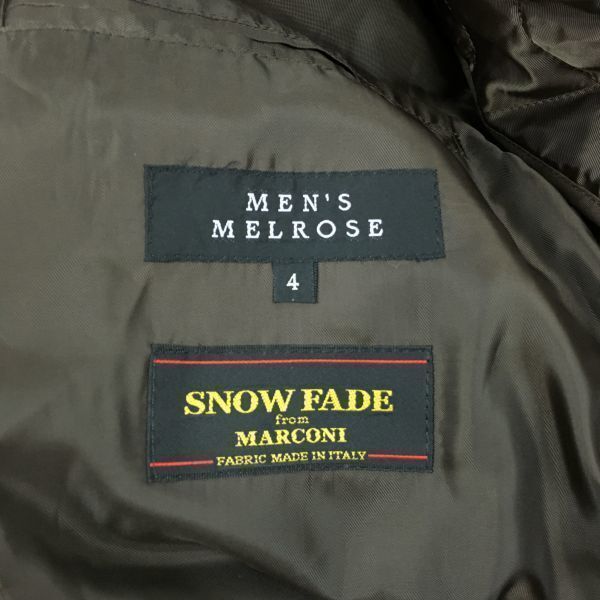 MEN'S
MELROSE
4
SNOW FADE
from
MARCONI
FABRIC MADE IN ITALY